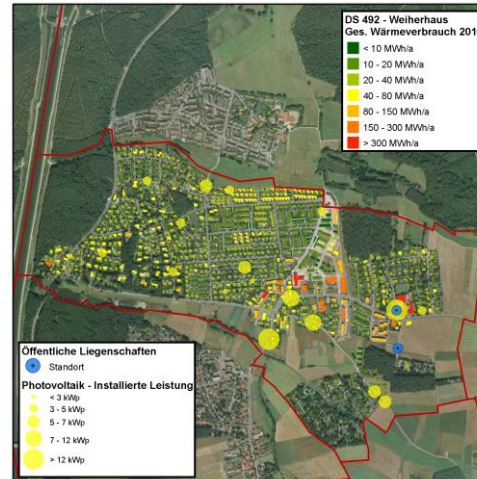 DS 492 - Weiherhaus
Ges. Wärmeverbrauch 2010
< 10 MWh/a
10 - 20 MWh/a
20 - 40 MWh/a
40 - 80 MWh/a
80 - 150 MWh/a
150 - 300 MWh/a
> 300 MWh/a
Öffentliche Liegenschaften
Standort
Photovoltaik - Installierte Leistung
< 3 kWp
3 - 5 kWp
5 - 7 kWp
7 - 12 kWp
> 12 kWp